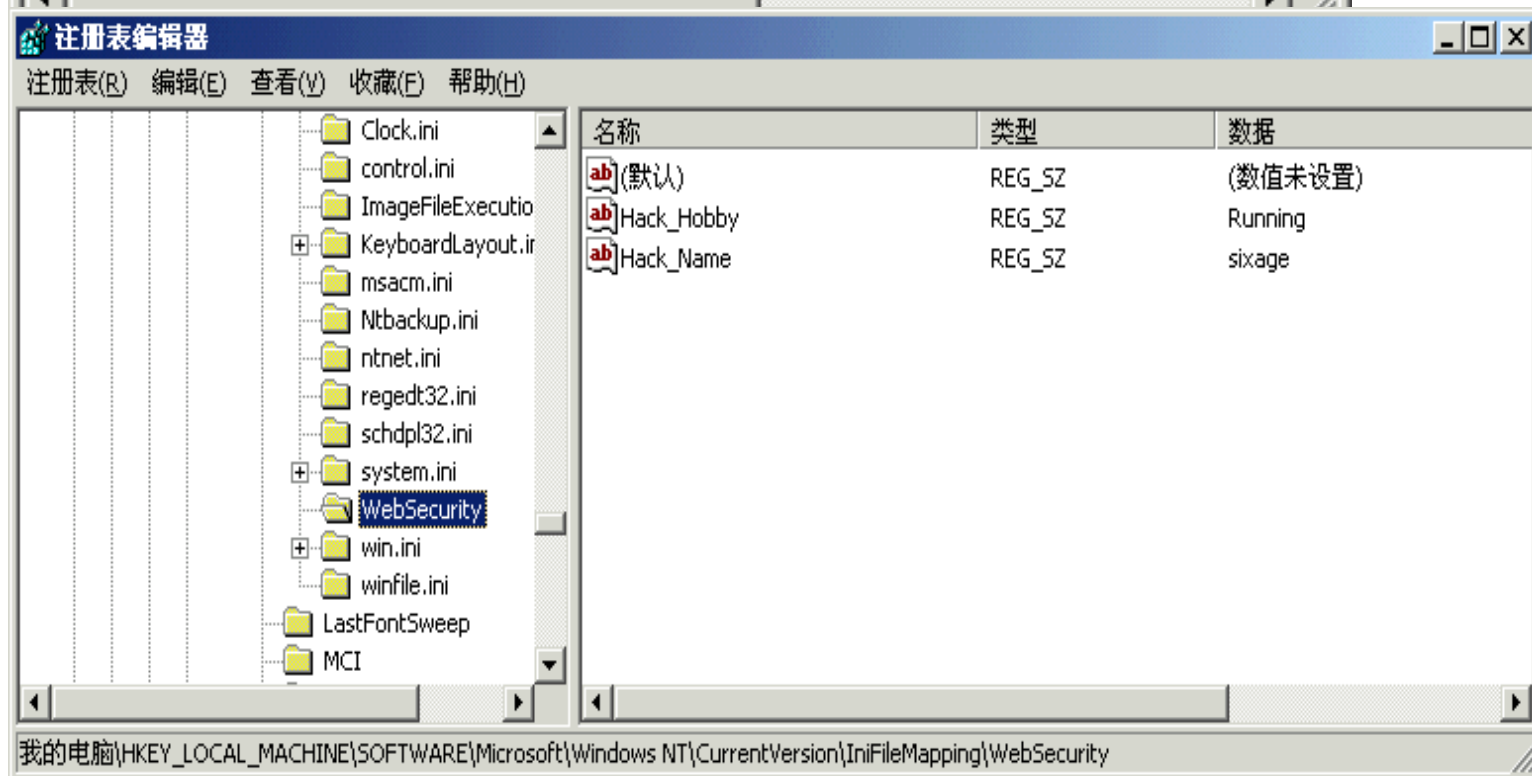 注册表编辑器
注册表(R) 编辑(E) 查看(V) 收藏(F) 帮助(H)
Clock.ini
control.ini
ImageFileExecutio
KeyboardLayout.ir
msacm.ini
Ntbackup.ini
ntnet.ini
regedt32.ini
schdpl32.ini
system.ini
WebSecurity
win.ini
winfile.ini
LastFontSweep
MCI
名称 类型 数据
ab (默认) REG_SZ (数值未设置)
ab Hack_Hobby REG_SZ Running
ab Hack_Name REG_SZ sixage
我的电脑\HKEY_LOCAL_MACHINE\SOFTWARE\Microsoft\Windows NT\CurrentVersion\IniFileMapping\WebSecurity